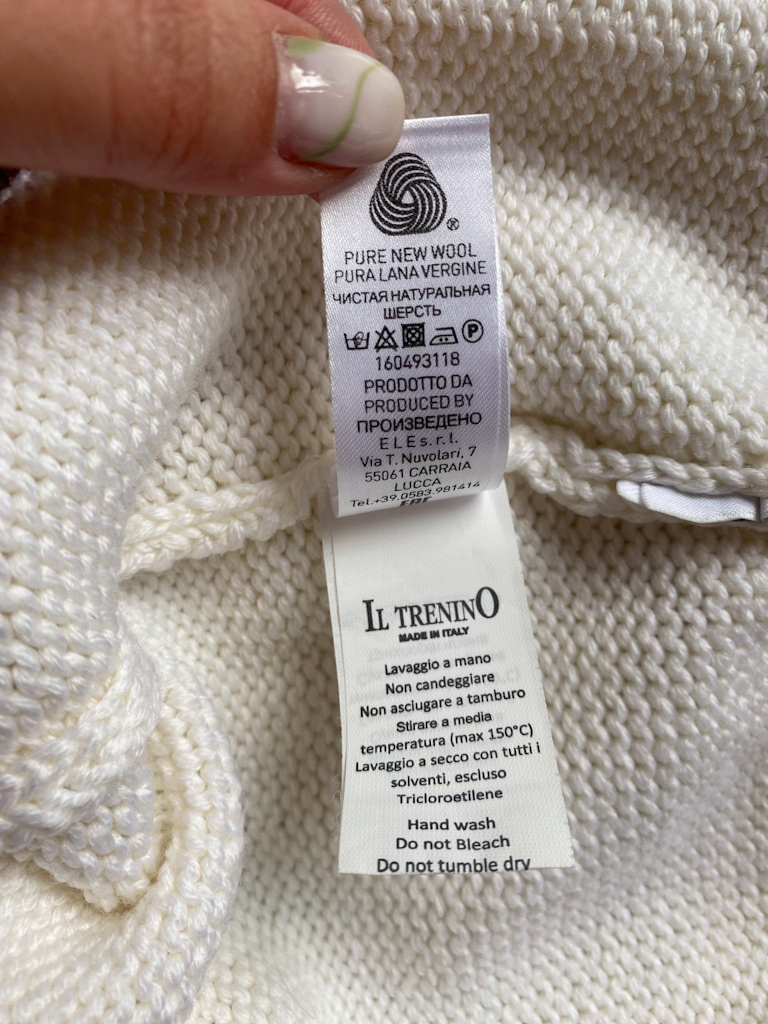 ®
PURE NEW WOOL
PURA LANA VERGINE
ЧИСТАЯ НАТУРАЛЬНАЯ
ШЕРСТЬ
P
160493118
PRODOTTO DA
PRODUCED BY
ПРОИЗВЕДЕНО
E L E s. r. l.
Via T. Nuvolari, 7
55061 CARRAIA
LUCCA
Tel.+39.0583.981414
IL TRENINO
MADE IN ITALY
Lavaggio a mano
Non candeggiare
Non asciugare a tamburo
Stirare a media
temperatura (max 150°C)
Lavaggio a secco con tutti i
solventi, escluso
Tricloroetilene
Hand wash
Do not Bleach
Do not tumble dry